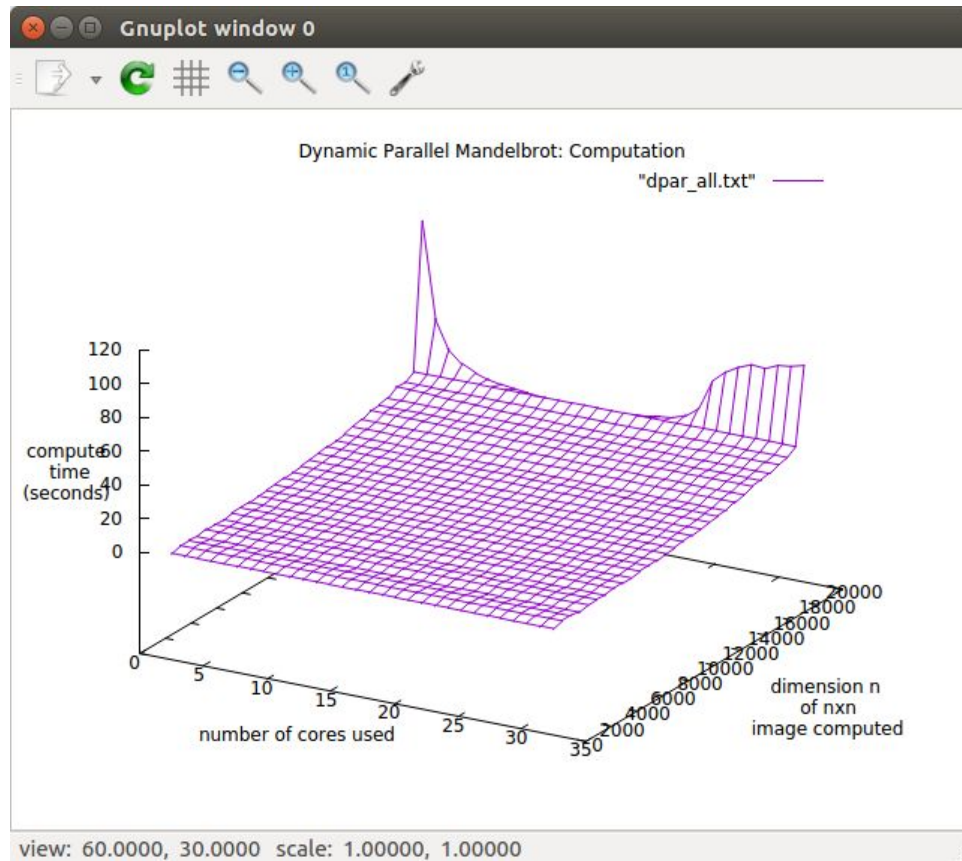 Gnuplot window 0
1
Dynamic Parallel Mandelbrot: Computation
"dpar_all.txt"
120
100
80
60
40
20
0
compute
time
(seconds)
0
5
10
15
20
25
30
35
number of cores used
0
2000
4000
6000
8000
10000
12000
14000
16000
18000
20000
dimension n
of nxn
image computed
view: 60.0000, 30.0000 scale: 1.00000, 1.00000